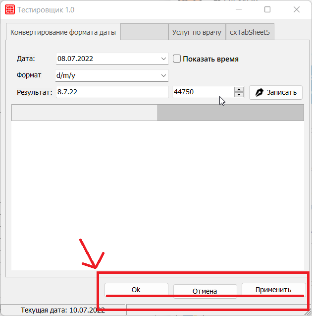 Тестировщик 1.0
Конвертирование формата даты
Услуг по врачу
cxTabSheet5
Дата:
08.07.2022
Показать время
Формат
d/m/y
Результат:
8.7.22
44750
Записать
Ok
Отмена
Применить
Текущая дата: 10.07.2022